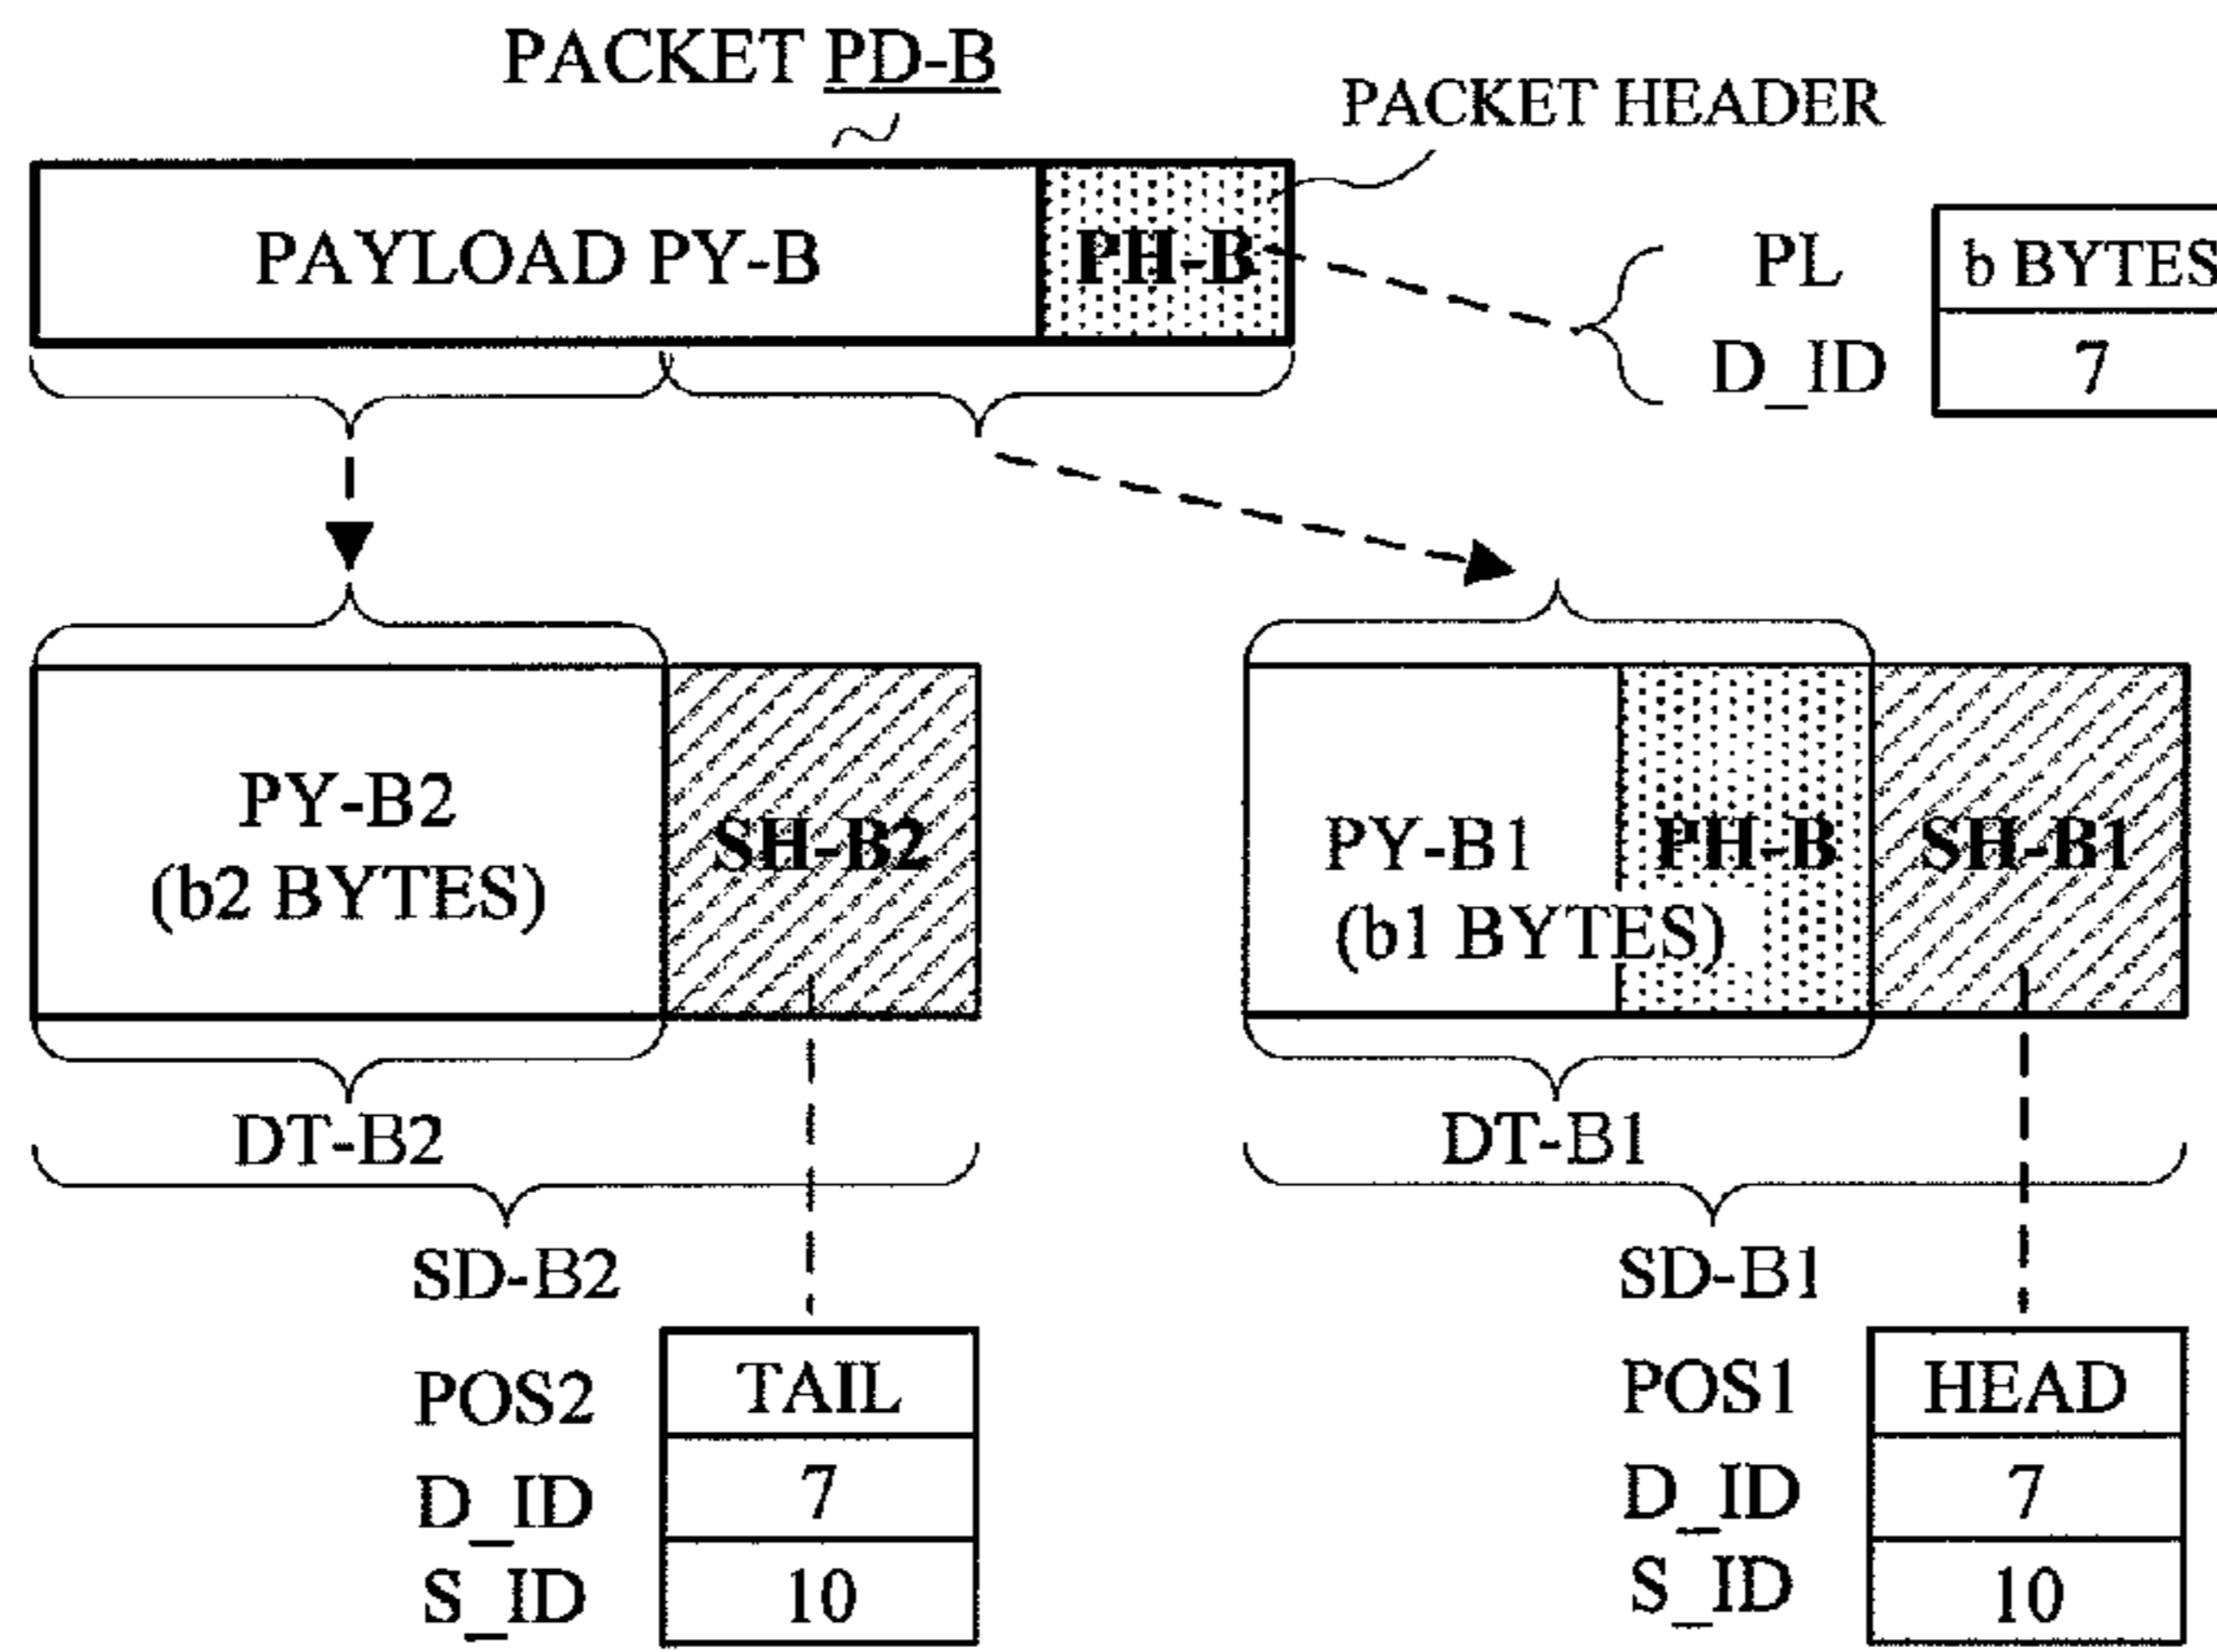 PACKET PD-B
PACKET HEADER
PAYLOAD PY-B
PH-B
PL
b BYTES
D_ID
7
PY-B2
(b2 BYTES)
SH-B2
PY-B1
(b1 BYTES)
PH-B
SH-B1
DT-B2
DT-B1
SD-B2
SD-B1
POS2
TAIL
D_ID
7
S_ID
10
POS1
HEAD
D_ID
7
S_ID
10